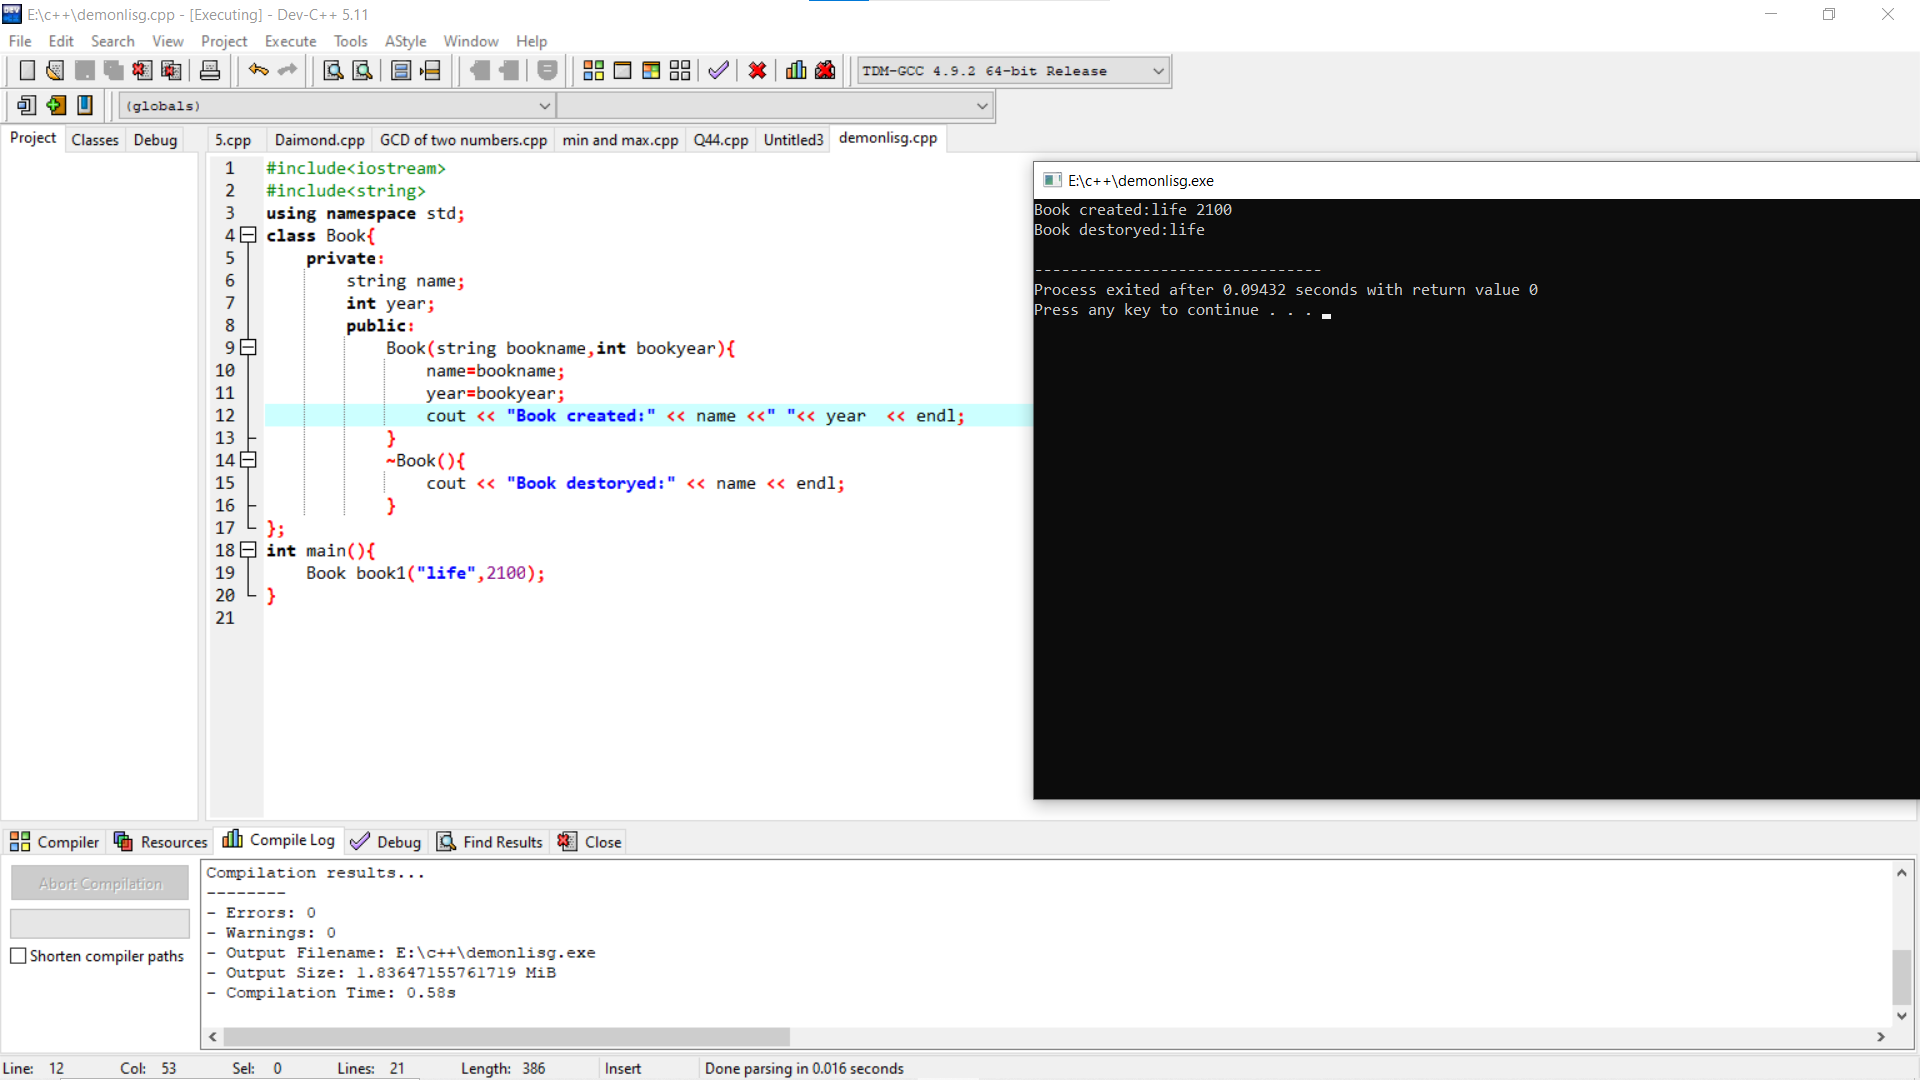 E:\c++\demonlisg.cpp - [Executing] - Dev-C++ 5.11
File Edit Search View Project Execute Tools AStyle Window Help
TDM-GCC 4.9.2 64-bit Release
(globals)
Project Classes Debug
5.cpp Daimond.cpp GCD of two numbers.cpp min and max.cpp Q44.cpp Untitled3 demonlisg.cpp
1 #include<iostream>
2 #include<string>
3 using namespace std;
4 class Book{
5 private:
6 string name;
7 int year;
8 public:
9 Book(string bookname,int bookyear){
10 name=bookname;
11 year=bookyear;
12 cout << "Book created:" << name <<" "<< year  << endl;
13 }
14 ~Book(){
15 cout << "Book destoryed:" << name << endl;
16 }
17 };
18 int main(){
19 Book book1("life",2100);
20 }
21
E:\c++\demonlisg.exe
Book created:life 2100
Book destoryed:life
--------------------------------
Process exited after 0.09432 seconds with return value 0
Press any key to continue . . .
Compiler Resources Compile Log Debug Find Results Close
Abort Compilation
Shorten compiler paths
Compilation results...
--------
- Errors: 0
- Warnings: 0
- Output Filename: E:\c++\demonlisg.exe
- Output Size: 1.83647155761719 MiB
- Compilation Time: 0.58s
Line: 12 Col: 53 Sel: 0 Lines: 21 Length: 386 Insert Done parsing in 0.016 seconds